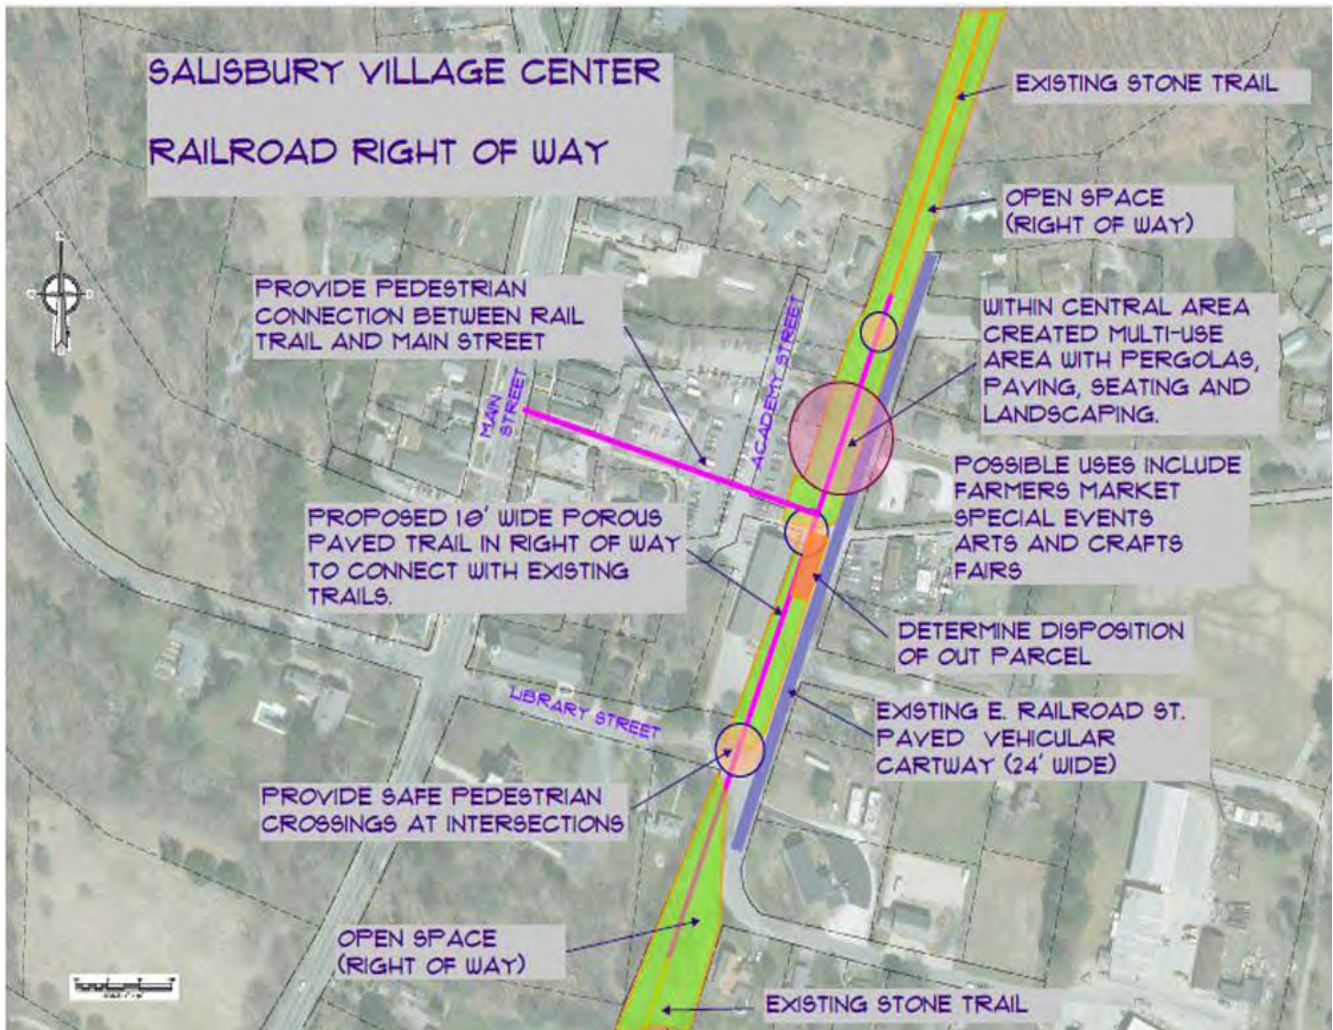 SALISBURY VILLAGE CENTER
RAILROAD RIGHT OF WAY
EXISTING STONE TRAIL
OPEN SPACE
(RIGHT OF WAY)
PROVIDE PEDESTRIAN
CONNECTION BETWEEN RAIL
TRAIL AND MAIN STREET
WITHIN CENTRAL AREA
CREATED MULTI-USE
AREA WITH PERGOLAS,
PAVING, SEATING AND
LANDSCAPING.
MAIN
STREET
ACADEMY STREET
POSSIBLE USES INCLUDE
FARMERS MARKET
SPECIAL EVENTS
ARTS AND CRAFTS
FAIRS
PROPOSED 10' WIDE POROUS
PAVED TRAIL IN RIGHT OF WAY
TO CONNECT WITH EXISTING
TRAILS.
DETERMINE DISPOSITION
OF OUT PARCEL
LIBRARY STREET
EXISTING E. RAILROAD ST.
PAVED VEHICULAR
CARTWAY (24' WIDE)
PROVIDE SAFE PEDESTRIAN
CROSSINGS AT INTERSECTIONS
OPEN SPACE
(RIGHT OF WAY)
EXISTING STONE TRAIL